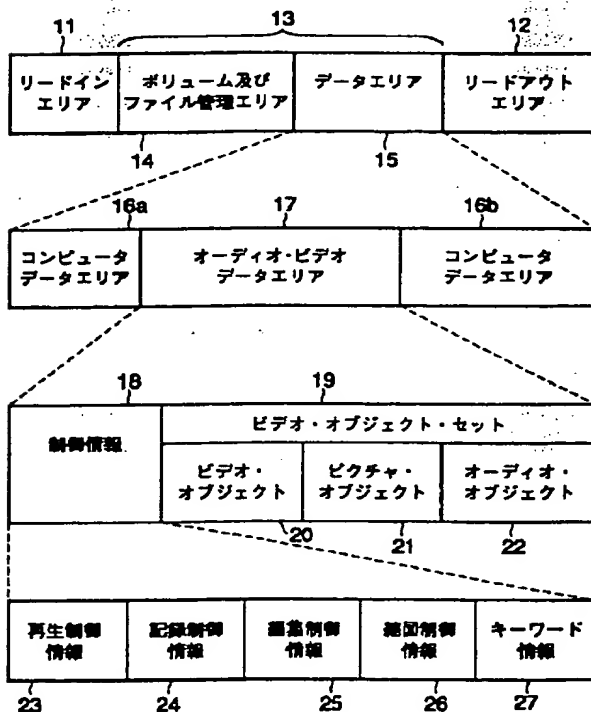 11
13
12
リードイン
エリア
ボリューム及び
ファイル管理エリア
データエリア
リードアウト
エリア
14
15
16a
17
16b
コンピュータ
データエリア
オーディオ・ビデオ
データエリア
コンピュータ
データエリア
18
19
制御情報
ビデオ・オブジェクト・セット
ビデオ・
オブジェクト
ピクチャ・
オブジェクト
オーディオ・
オブジェクト
20
21
22
再生制御
情報
記録制御
情報
編集制御
情報
縮図制御
情報
キーワード
情報
23
24
25
26
27